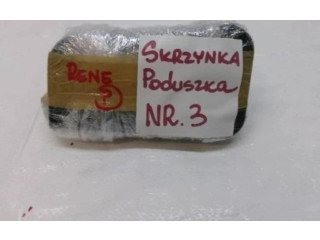 RENE
SKRZYNKA
PODUSZKA
NR. 3